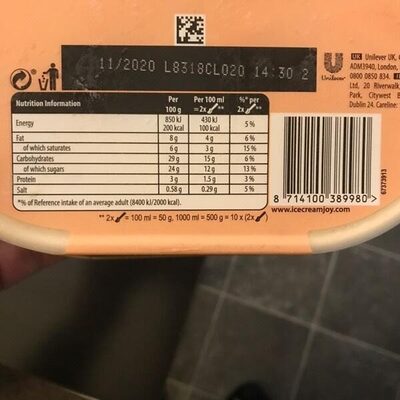 11/2020 L8318CL020 14:30 2
Unilever
UK Unilever UK,
ADM3940, London,
0800 0850 834.
Ltd, 20 Riverwalk,
Park, Citywest B
Dublin 24. Careline:
Nutrition Information Per 100 g Per 100 ml = 2x ** %* per 2x **
Energy 850 kJ 200 kcal 430 kJ 100 kcal 5 %
Fat 8 g 4 g 6 %
of which saturates 6 g 3 g 15 %
Carbohydrates 29 g 15 g 6 %
of which sugars 24 g 12 g 13 %
Protein 3 g 1.5 g 3 %
Salt 0.58 g 0.29 g 5 %
*% of Reference intake of an average adult (8400 kJ/2000 kcal).
** 2x = 100 ml = 50 g, 1000 ml = 500 g = 10 x (2x )
8 714100 389980 >
www.icecreamjoy.com
67373913